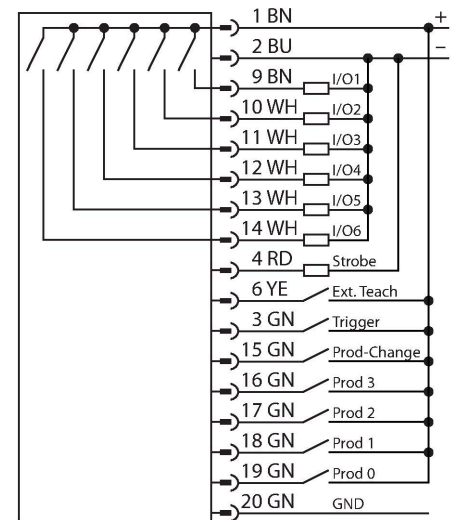 1 BN +
2 BU −
9 BN I/O1
10 WH I/O2
11 WH I/O3
12 WH I/O4
13 WH I/O5
14 WH I/O6
4 RD Strobe
6 YE Ext. Teach
3 GN Trigger
15 GN Prod-Change
16 GN Prod 3
17 GN Prod 2
18 GN Prod 1
19 GN Prod 0
20 GN GND